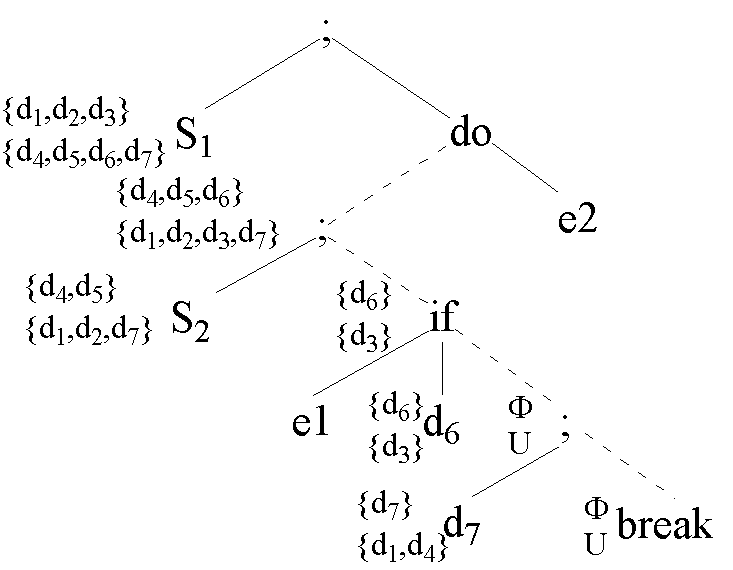 ;
{d₁,d₂,d₃}
{d₄,d₅,d₆,d₇}
S₁
do
{d₄,d₅,d₆}
{d₁,d₂,d₃,d₇}
;
e2
{d₄,d₅}
{d₁,d₂,d₇}
S₂
{d₆}
{d₃}
if
e1
{d₆}
{d₃}
d₆
Φ
U
;
{d₇}
{d₁,d₄}
d₇
Φ
U
break